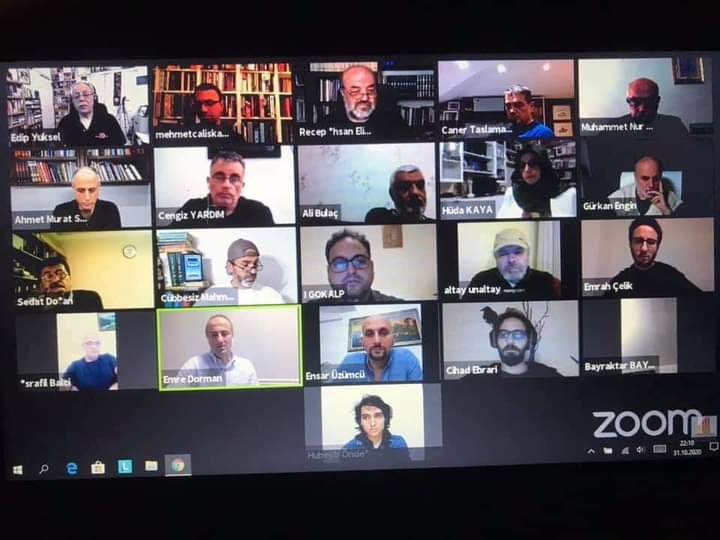 Edip Yüksel
mehmetcaliska...
Recep *hsan Eli...
Caner Taslama...
Muhammet Nur ...
Ahmet Murat S...
Cengiz YARDIM
Ali Bulaç
Hüda KAYA
Gürkan Engin
Sedat Do*an
Cübbesiz Mahm...
I GOKALP
altay unaltay
Emrah Çelik
*srafil Balci
Emre Dorman
Ensar Üzümcü
Cihad Ebrari
Bayraktar BAY...
Hubeyb Önde*
zoom
22:10
31.10.2020